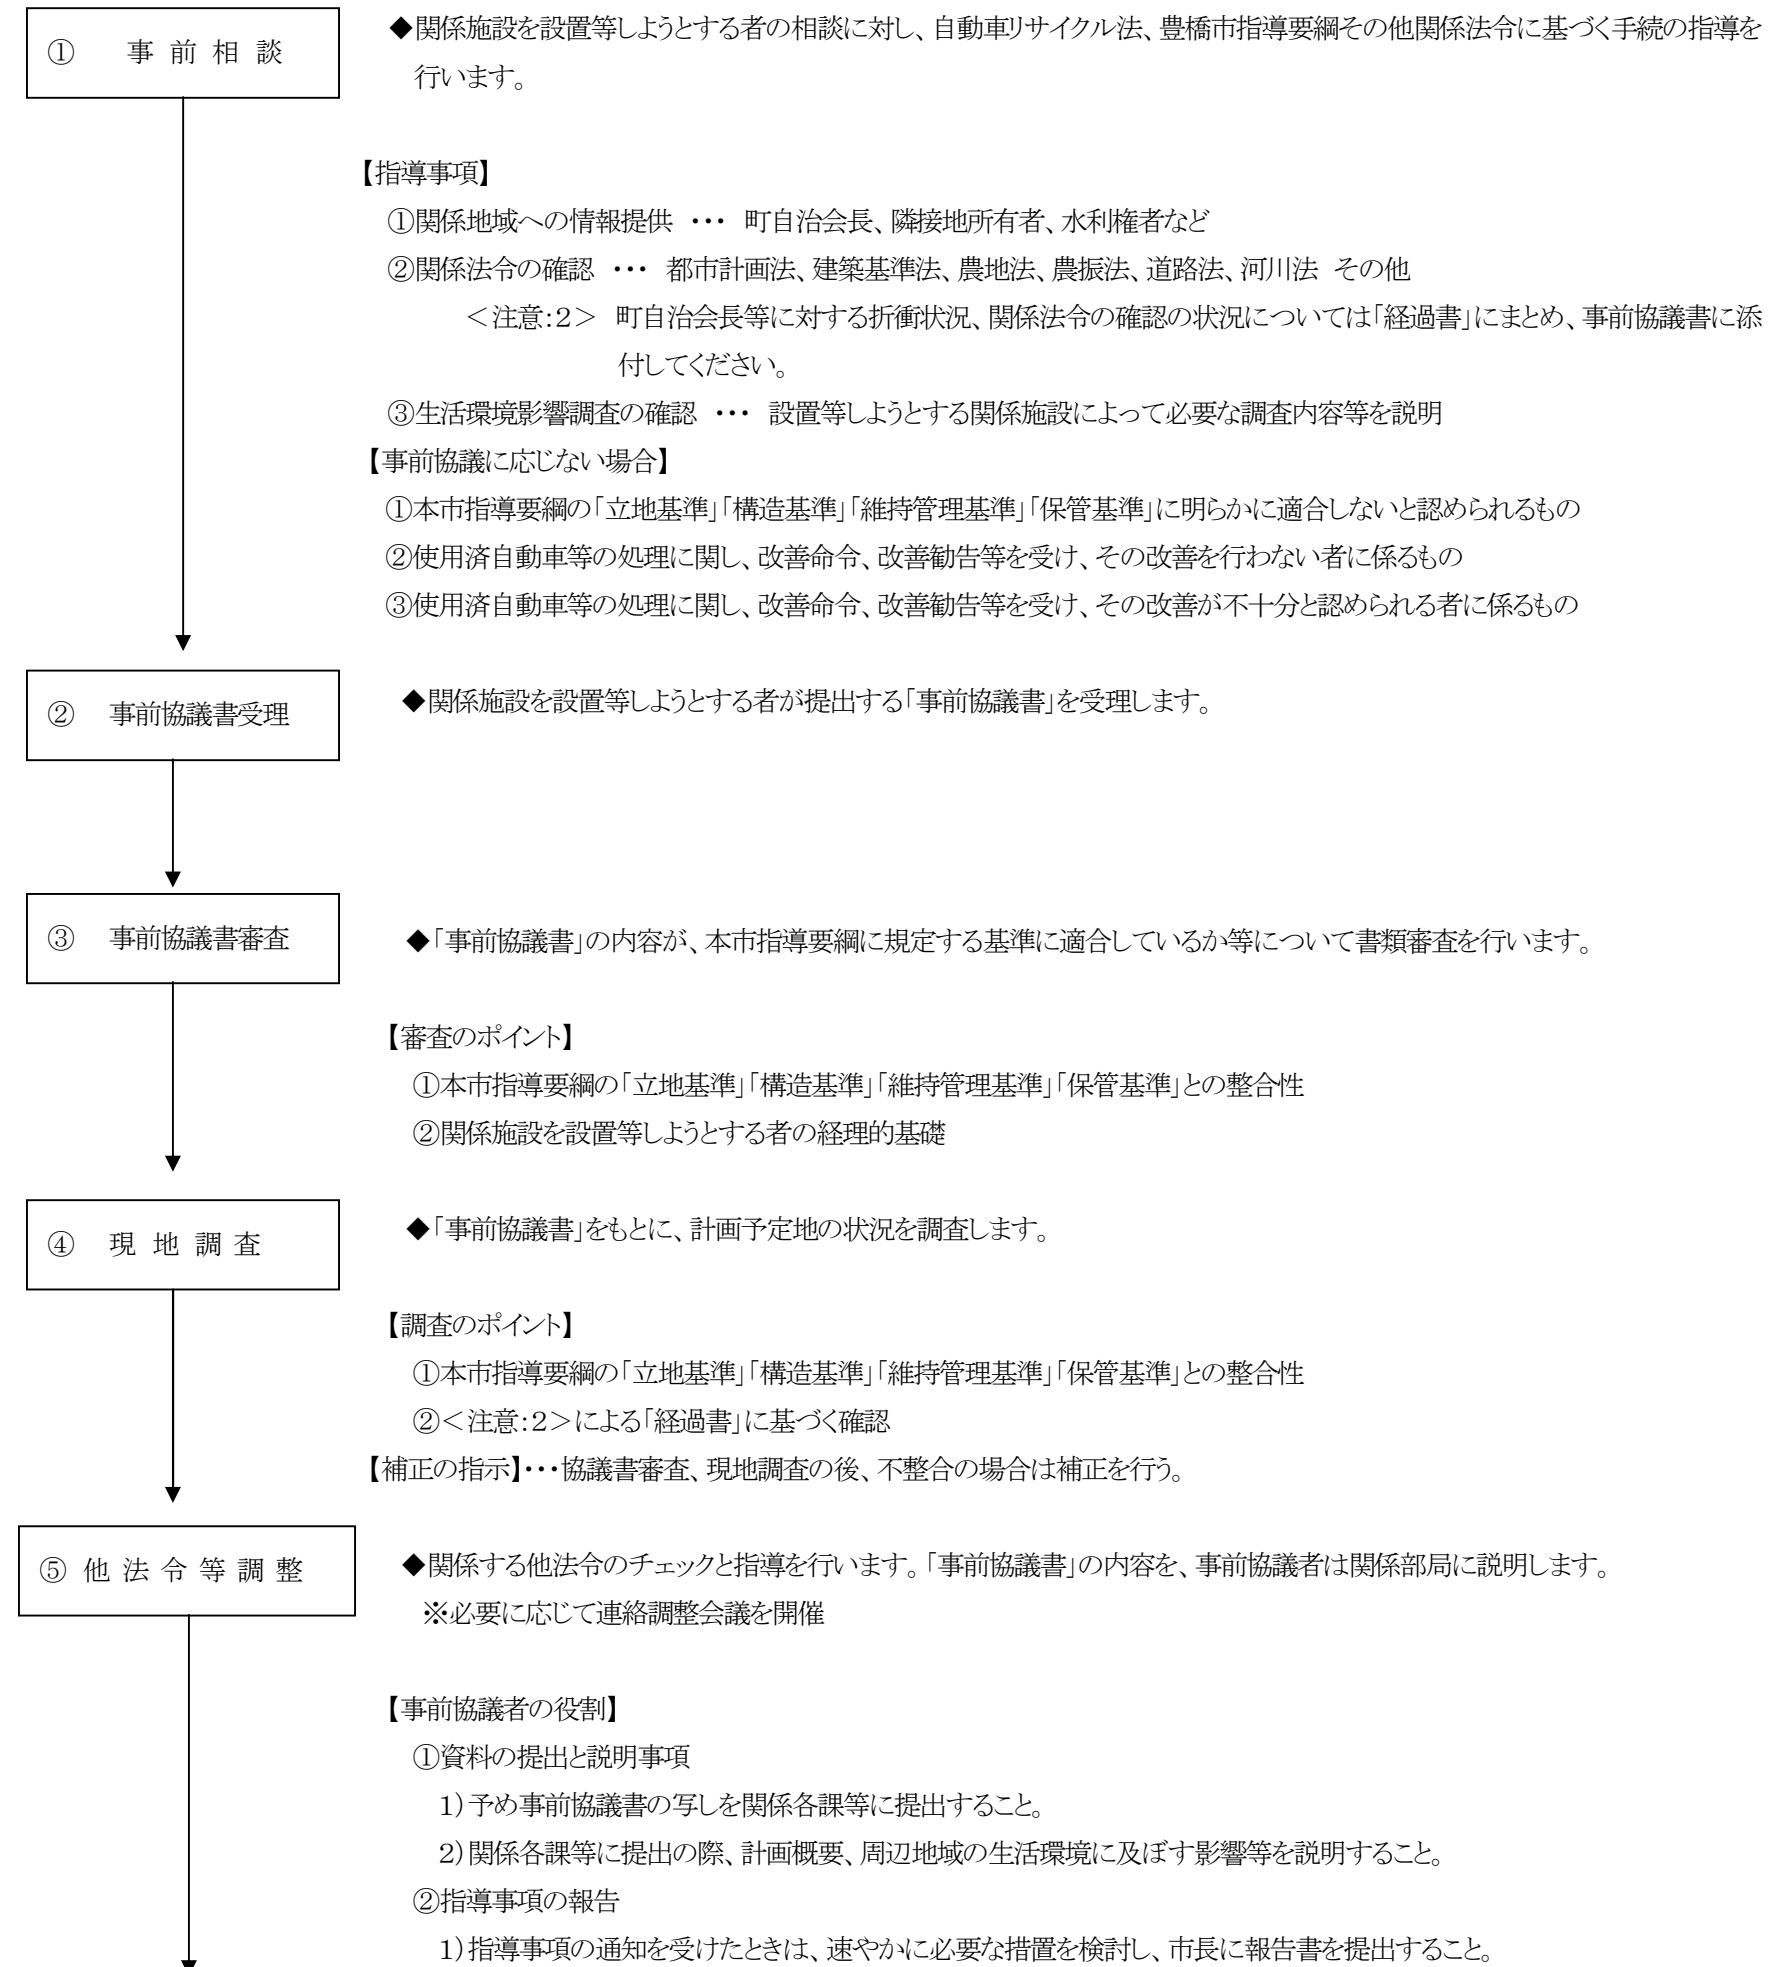 ① 事 前 相 談
◆関係施設を設置等しようとする者の相談に対し、自動車リサイクル法、豊橋市指導要綱その他関係法令に基づく手続の指導を
行います。
【指導事項】
①関係地域への情報提供 ・・・ 町自治会長、隣接地所有者、水利権者など
②関係法令の確認 ・・・ 都市計画法、建築基準法、農地法、農振法、道路法、河川法 その他
＜注意：２＞ 町自治会長等に対する折衝状況、関係法令の確認の状況については「経過書」にまとめ、事前協議書に添
付してください。
③生活環境影響調査の確認 ・・・ 設置等しようとする関係施設によって必要な調査内容等を説明
【事前協議に応じない場合】
①本市指導要綱の「立地基準」「構造基準」「維持管理基準」「保管基準」に明らかに適合しないと認められるもの
②使用済自動車等の処理に関し、改善命令、改善勧告等を受け、その改善を行わない者に係るもの
③使用済自動車等の処理に関し、改善命令、改善勧告等を受け、その改善が不十分と認められる者に係るもの
② 事前協議書受理
◆関係施設を設置等しようとする者が提出する「事前協議書」を受理します。
③ 事前協議書審査
◆「事前協議書」の内容が、本市指導要綱に規定する基準に適合しているか等について書類審査を行います。
【審査のポイント】
①本市指導要綱の「立地基準」「構造基準」「維持管理基準」「保管基準」との整合性
②関係施設を設置等しようとする者の経理的基礎
④ 現 地 調 査
◆「事前協議書」をもとに、計画予定地の状況を調査します。
【調査のポイント】
①本市指導要綱の「立地基準」「構造基準」「維持管理基準」「保管基準」との整合性
②＜注意：２＞による「経過書」に基づく確認
【補正の指示】・・・協議書審査、現地調査の後、不整合の場合は補正を行う。
⑤ 他 法 令 等 調 整
◆関係する他法令のチェックと指導を行います。「事前協議書」の内容を、事前協議者は関係部局に説明します。
※必要に応じて連絡調整会議を開催
【事前協議者の役割】
①資料の提出と説明事項
１）予め事前協議書の写しを関係各課等に提出すること。
２）関係各課等に提出の際、計画概要、周辺地域の生活環境に及ぼす影響等を説明すること。
②指導事項の報告
１）指導事項の通知を受けたときは、速やかに必要な措置を検討し、市長に報告書を提出すること。